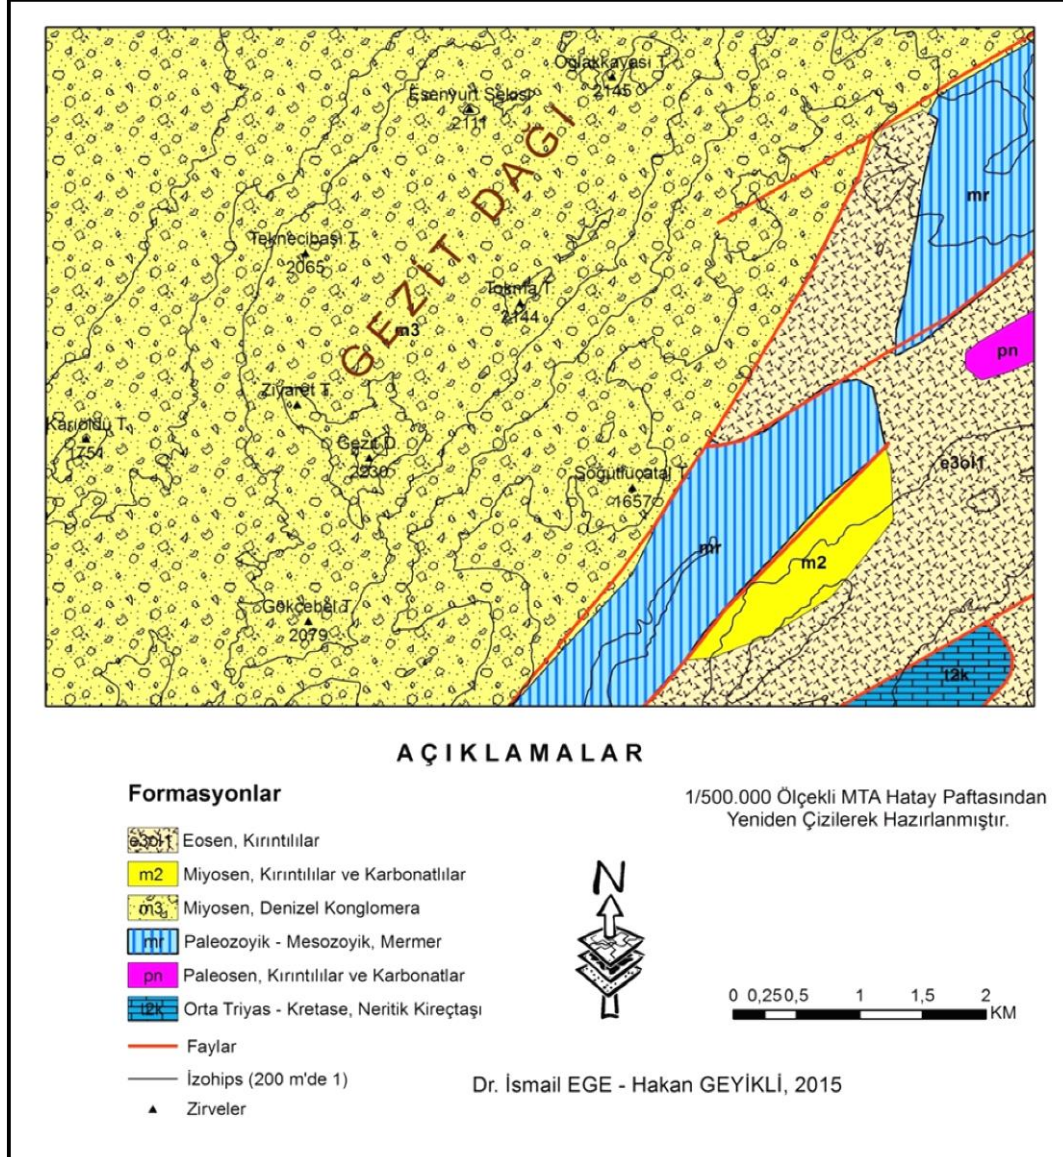 Oğlakkayası T.
2145
Esenyurt Sekisi
2111
GEZİT DAĞI
mr
Teknecibaşı T.
2065
Tokma T.
2144
m3
pn
Ziyaret T.
Karıoldu T.
1751
Gezit D.
2230
e3ol1
Söğütlüçatal T.
1657
mr
m2
Gökçebel T.
2079
t2k
AÇIKLAMALAR
Formasyonlar
1/500.000 Ölçekli MTA Hatay Paftasından
Yeniden Çizilerek Hazırlanmıştır.
e3ol1 Eosen, Kırıntılılar
m2 Miyosen, Kırıntılılar ve Karbonatlılar
m3 Miyosen, Denizel Konglomera
mr Paleozoyik - Mesozoyik, Mermer
pn Paleosen, Kırıntılılar ve Karbonatlar
t2k Orta Triyas - Kretase, Neritik Kireçtaşı
Faylar
İzohips (200 m'de 1)
Zirveler
N
0 0,25 0,5 1 1,5 2
KM
Dr. İsmail EGE - Hakan GEYİKLİ, 2015